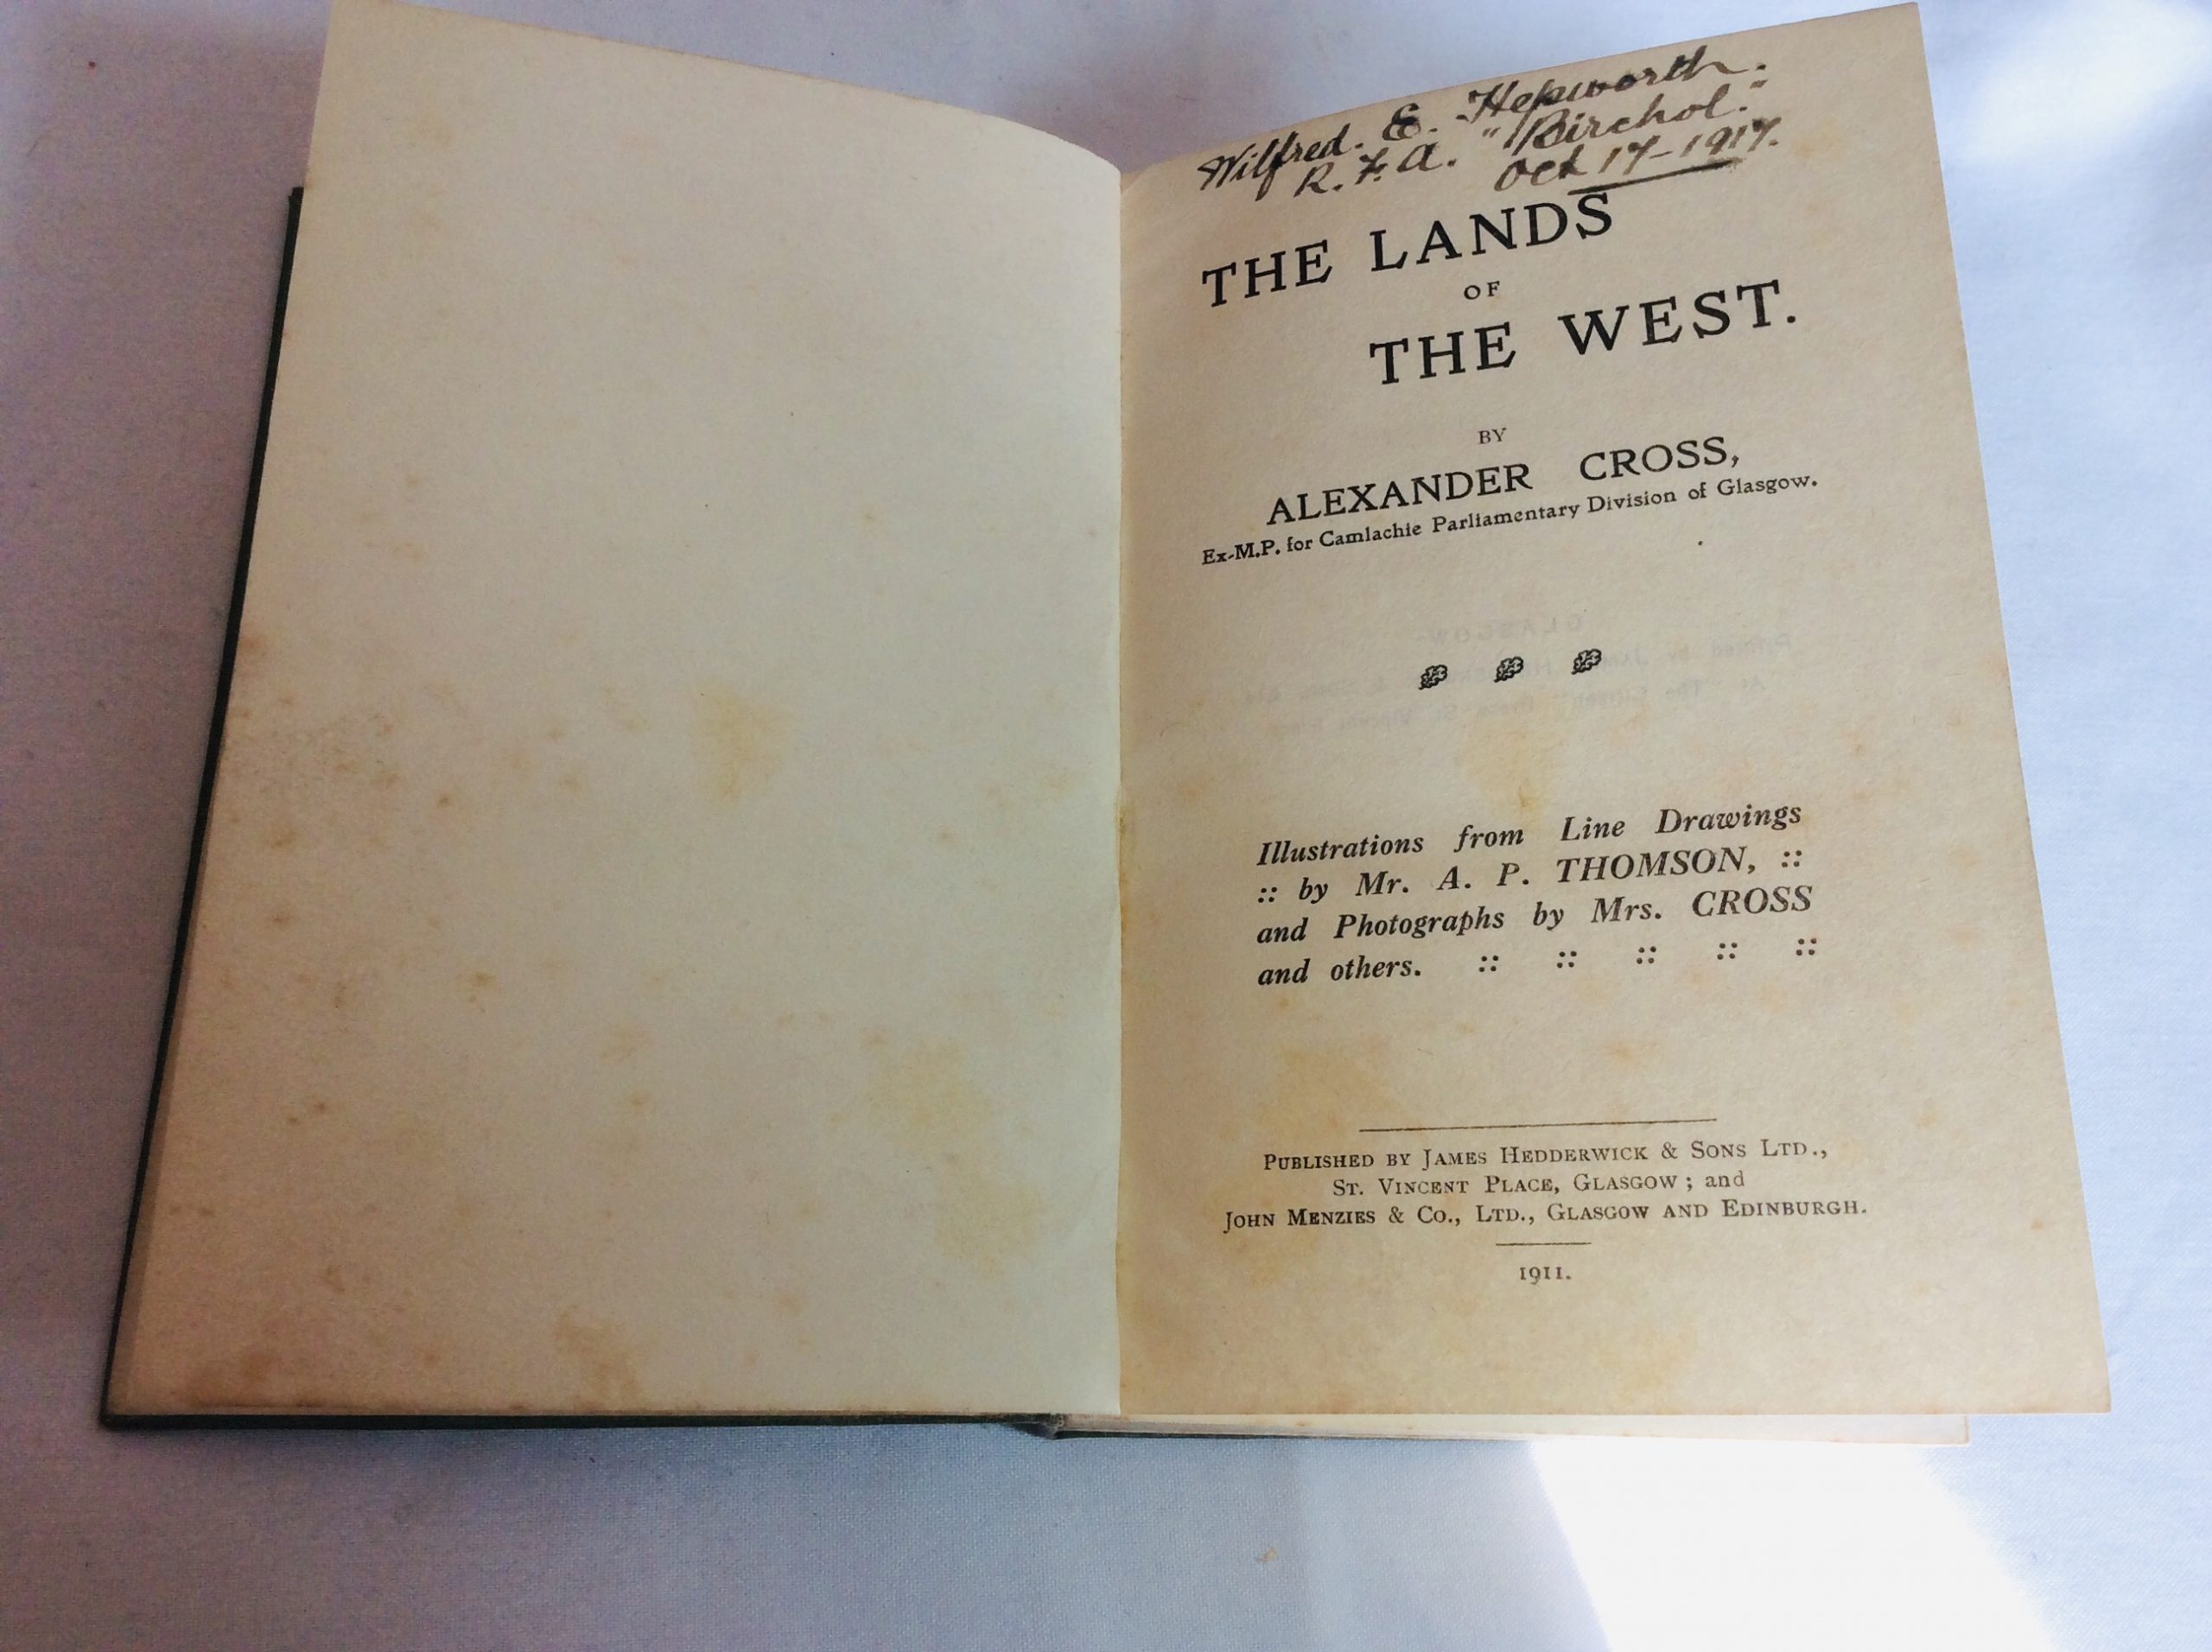 Wilfred. E. Hepworth.
R. F. A. "Birchol."
Oct 17-1917.
THE LANDS
OF
THE WEST.
BY
ALEXANDER CROSS,
Ex-M.P. for Camlachie Parliamentary Division of Glasgow.
Illustrations from Line Drawings
:: by Mr. A. P. THOMSON, ::
and Photographs by Mrs. CROSS
and others. :: :: :: :: ::
PUBLISHED BY JAMES HEDDERWICK & SONS LTD.,
ST. VINCENT PLACE, GLASGOW; and
JOHN MENZIES & CO., LTD., GLASGOW AND EDINBURGH.
1911.